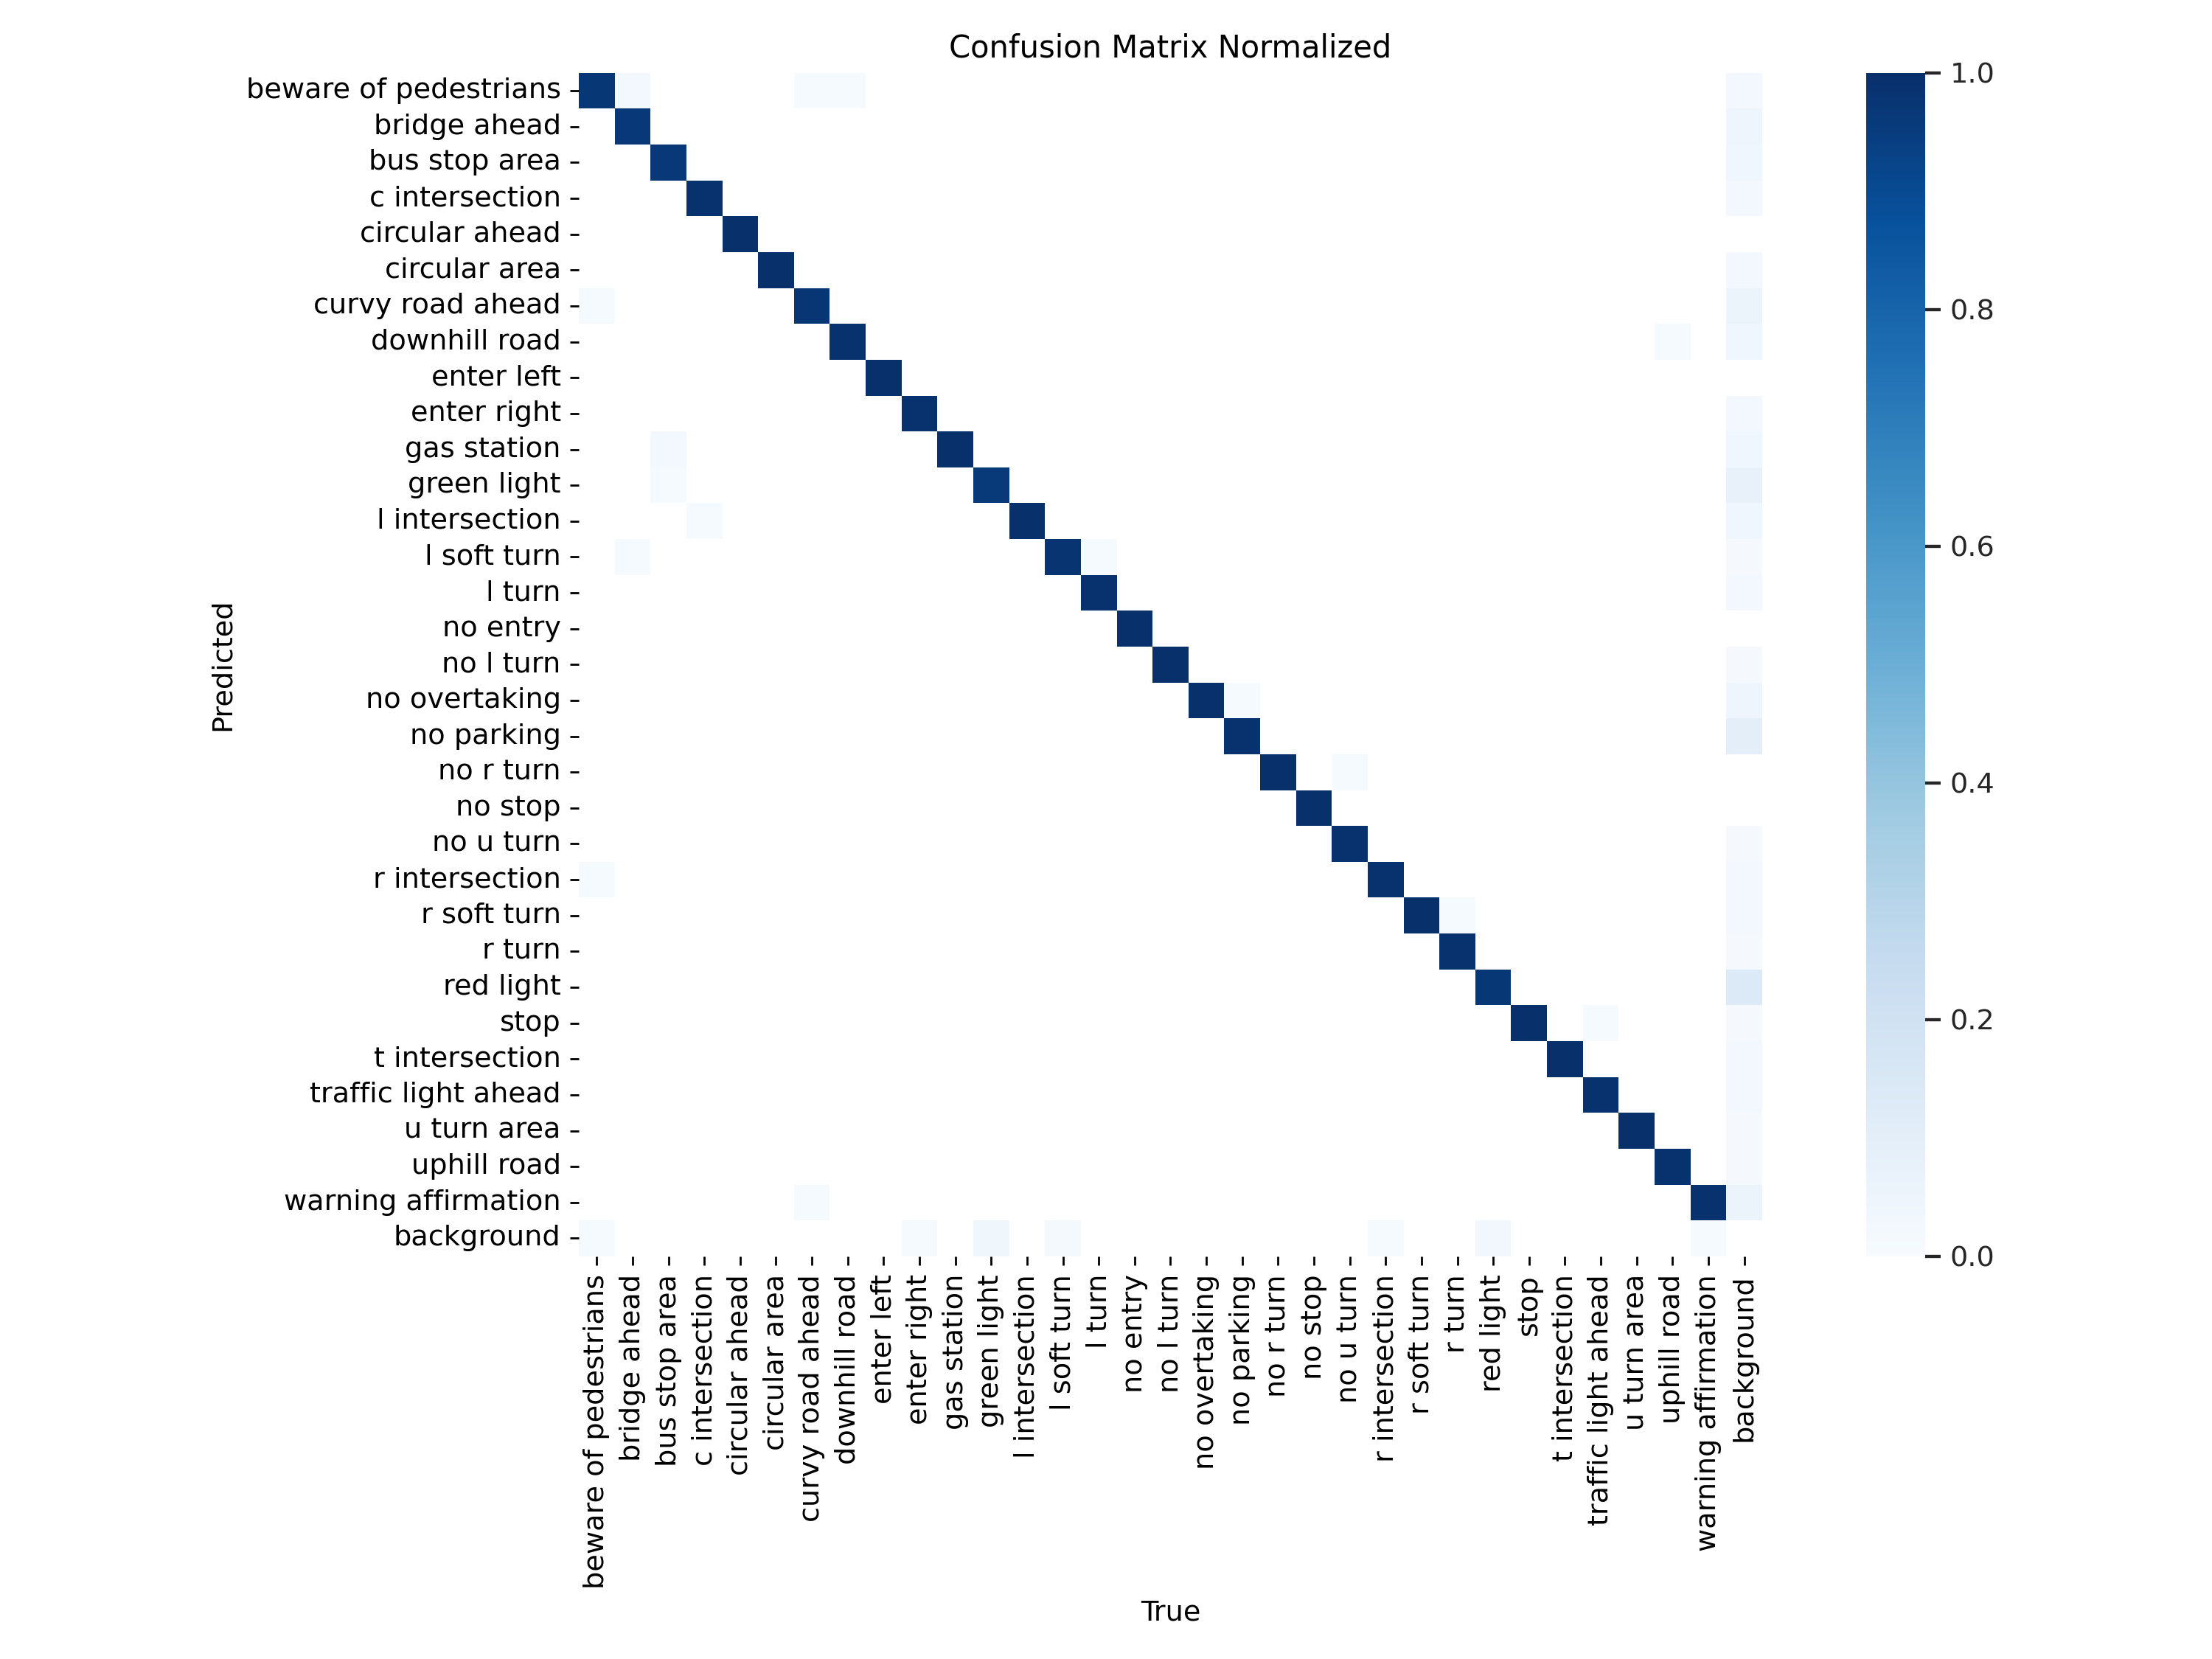 Confusion Matrix Normalized
beware of pedestrians
bridge ahead
bus stop area
c intersection
circular ahead
circular area
curvy road ahead
downhill road
enter left
enter right
gas station
green light
l intersection
l soft turn
l turn
no entry
no l turn
no overtaking
no parking
no r turn
no stop
no u turn
r intersection
r soft turn
r turn
red light
stop
t intersection
traffic light ahead
u turn area
uphill road
warning affirmation
background
Predicted
beware of pedestrians
bridge ahead
bus stop area
c intersection
circular ahead
circular area
curvy road ahead
downhill road
enter left
enter right
gas station
green light
l intersection
l soft turn
l turn
no entry
no l turn
no overtaking
no parking
no r turn
no stop
no u turn
r intersection
r soft turn
r turn
red light
stop
t intersection
traffic light ahead
u turn area
uphill road
warning affirmation
background
True
1.0
0.8
0.6
0.4
0.2
0.0